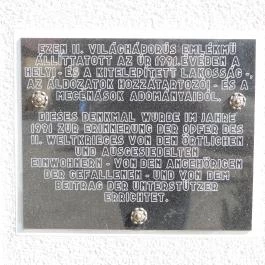 EZEN II. VILÁGHÁBORÚS EMLÉKMŰ
ÁLLÍTTATOTT AZ ÚR 1991. ÉVÉBEN A
HELYI - ÉS A KITELEPÍTETT LAKOSSÁG -,
AZ ÁLDOZATOK HOZZÁTARTOZÓI - ÉS A
MECÉNÁSOK ADOMÁNYAIBÓL.
DIESES DENKMAL WURDE IM JAHRE
1991 ZUR ERINNERUNG DER OPFER DES
II. WELTKRIEGES VON DEN ÖRTLICHEN
UND AUSGESIEDELTEN
EINWOHNERN - VON DEN ANGEHÖRIGEN
DER GEFALLENEN - UND VON DEM
BEITRAG DER UNTERSTÜTZER
ERRICHTET.